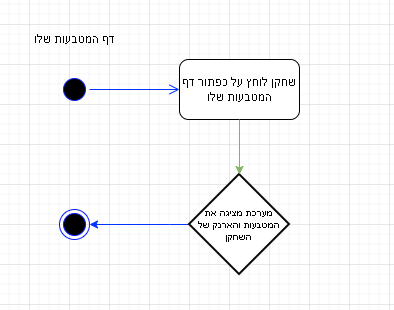 דף המטבעות שלו
שחקן לוחץ על כפתור דף
המטבעות שלו
מערכת מציגה את
המטבעות והארנק של
השחקן